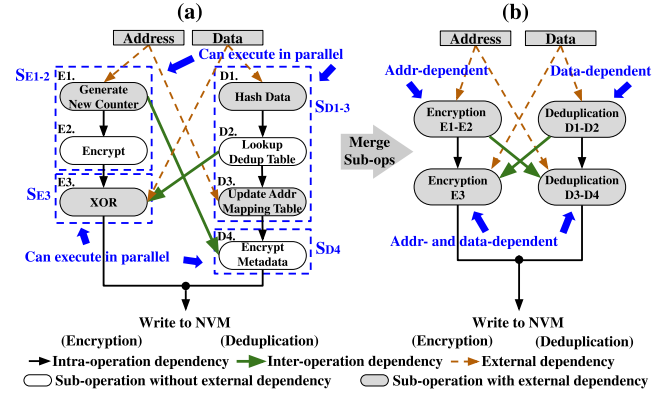 (a)
(b)
Address
Data
Can execute in parallel
SE1-2
E1.
Generate
New Counter
E2.
Encrypt
E3.
SE3
XOR
D1.
Hash Data
SD1-3
D2.
Lookup
Dedup Table
D3.
Update Addr
Mapping Table
D4.
Encrypt
Metadata
SD4
Can execute in parallel
Write to NVM
(Encryption)
(Deduplication)
Merge
Sub-ops
Address
Data
Addr-dependent
Data-dependent
Encryption
E1-E2
Deduplication
D1-D2
Encryption
E3
Deduplication
D3-D4
Addr- and data-dependent
Write to NVM
(Encryption)
(Deduplication)
Intra-operation dependency
Inter-operation dependency
External dependency
Sub-operation without external dependency
Sub-operation with external dependency